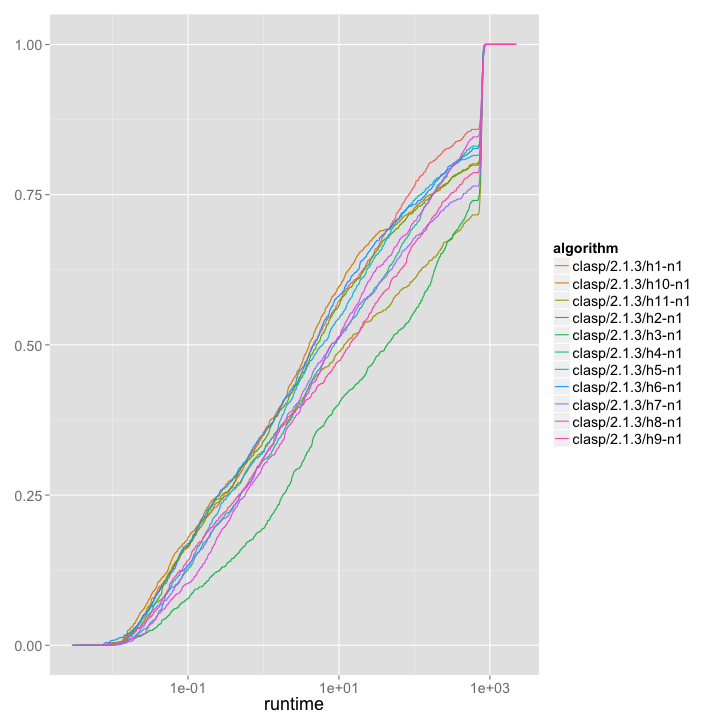 1.00
0.75
0.50
0.25
0.00
1e-01
1e+01
1e+03
runtime
algorithm
clasp/2.1.3/h1-n1
clasp/2.1.3/h10-n1
clasp/2.1.3/h11-n1
clasp/2.1.3/h2-n1
clasp/2.1.3/h3-n1
clasp/2.1.3/h4-n1
clasp/2.1.3/h5-n1
clasp/2.1.3/h6-n1
clasp/2.1.3/h7-n1
clasp/2.1.3/h8-n1
clasp/2.1.3/h9-n1